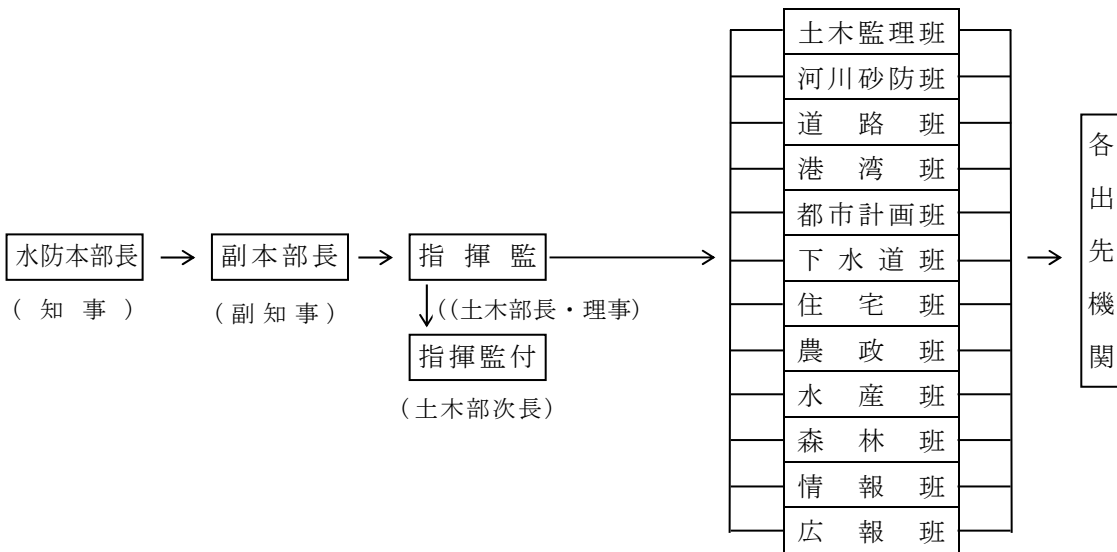 水防本部長
(知事)
副本部長
(副知事)
指揮監
((土木部長・理事)
指揮監付
(土木部次長)
土木監理班
河川砂防班
道路班
港湾班
都市計画班
下水道班
住宅班
農政班
水産班
森林班
情報班
広報班
各出先機関